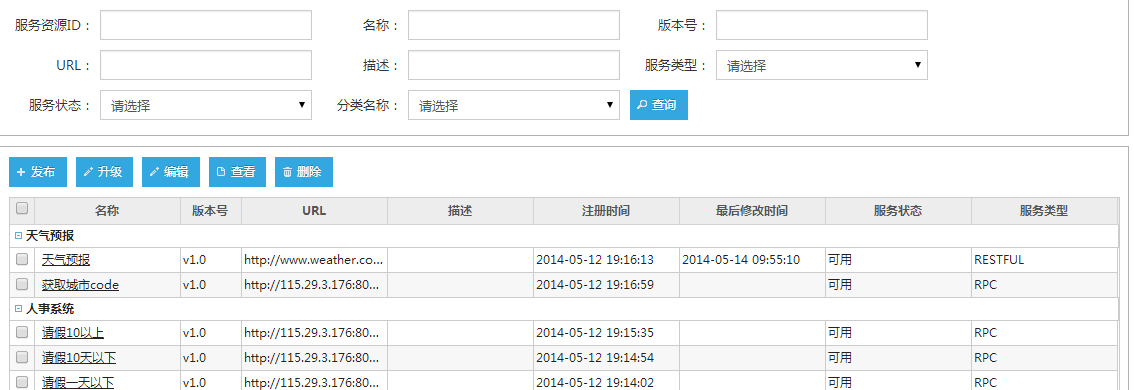 服务资源ID： 名称： 版本号：
URL： 描述： 服务类型： 请选择
服务状态： 请选择 分类名称： 请选择 查询
发布 升级 编辑 查看 删除
名称 版本号 URL 描述 注册时间 最后修改时间 服务状态 服务类型
天气预报
天气预报 v1.0 http://www.weather.co... 2014-05-12 19:16:13 2014-05-14 09:55:10 可用 RESTFUL
获取城市code v1.0 http://115.29.3.176:80... 2014-05-12 19:16:59 可用 RPC
人事系统
请假10以上 v1.0 http://115.29.3.176:80... 2014-05-12 19:15:35 可用 RPC
请假10天以下 v1.0 http://115.29.3.176:80... 2014-05-12 19:14:54 可用 RPC
请假一天以下 v1.0 http://115.29.3.176:80... 2014-05-12 19:14:02 可用 RPC